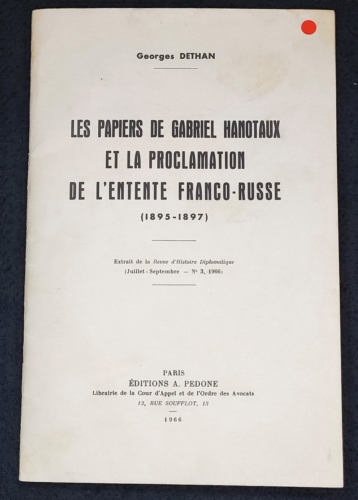 Georges DETHAN
LES PAPIERS DE GABRIEL HANOTAUX
ET LA PROCLAMATION
DE L'ENTENTE FRANCO-RUSSE
(1895-1897)
Extrait de la Revue d'Histoire Diplomatique
(Juillet-Septembre — N° 3, 1966)
PARIS
ÉDITIONS A. PEDONE
Librairie de la Cour d'Appel et de l'Ordre des Avocats
13, RUE SOUFFLOT, 13
1966